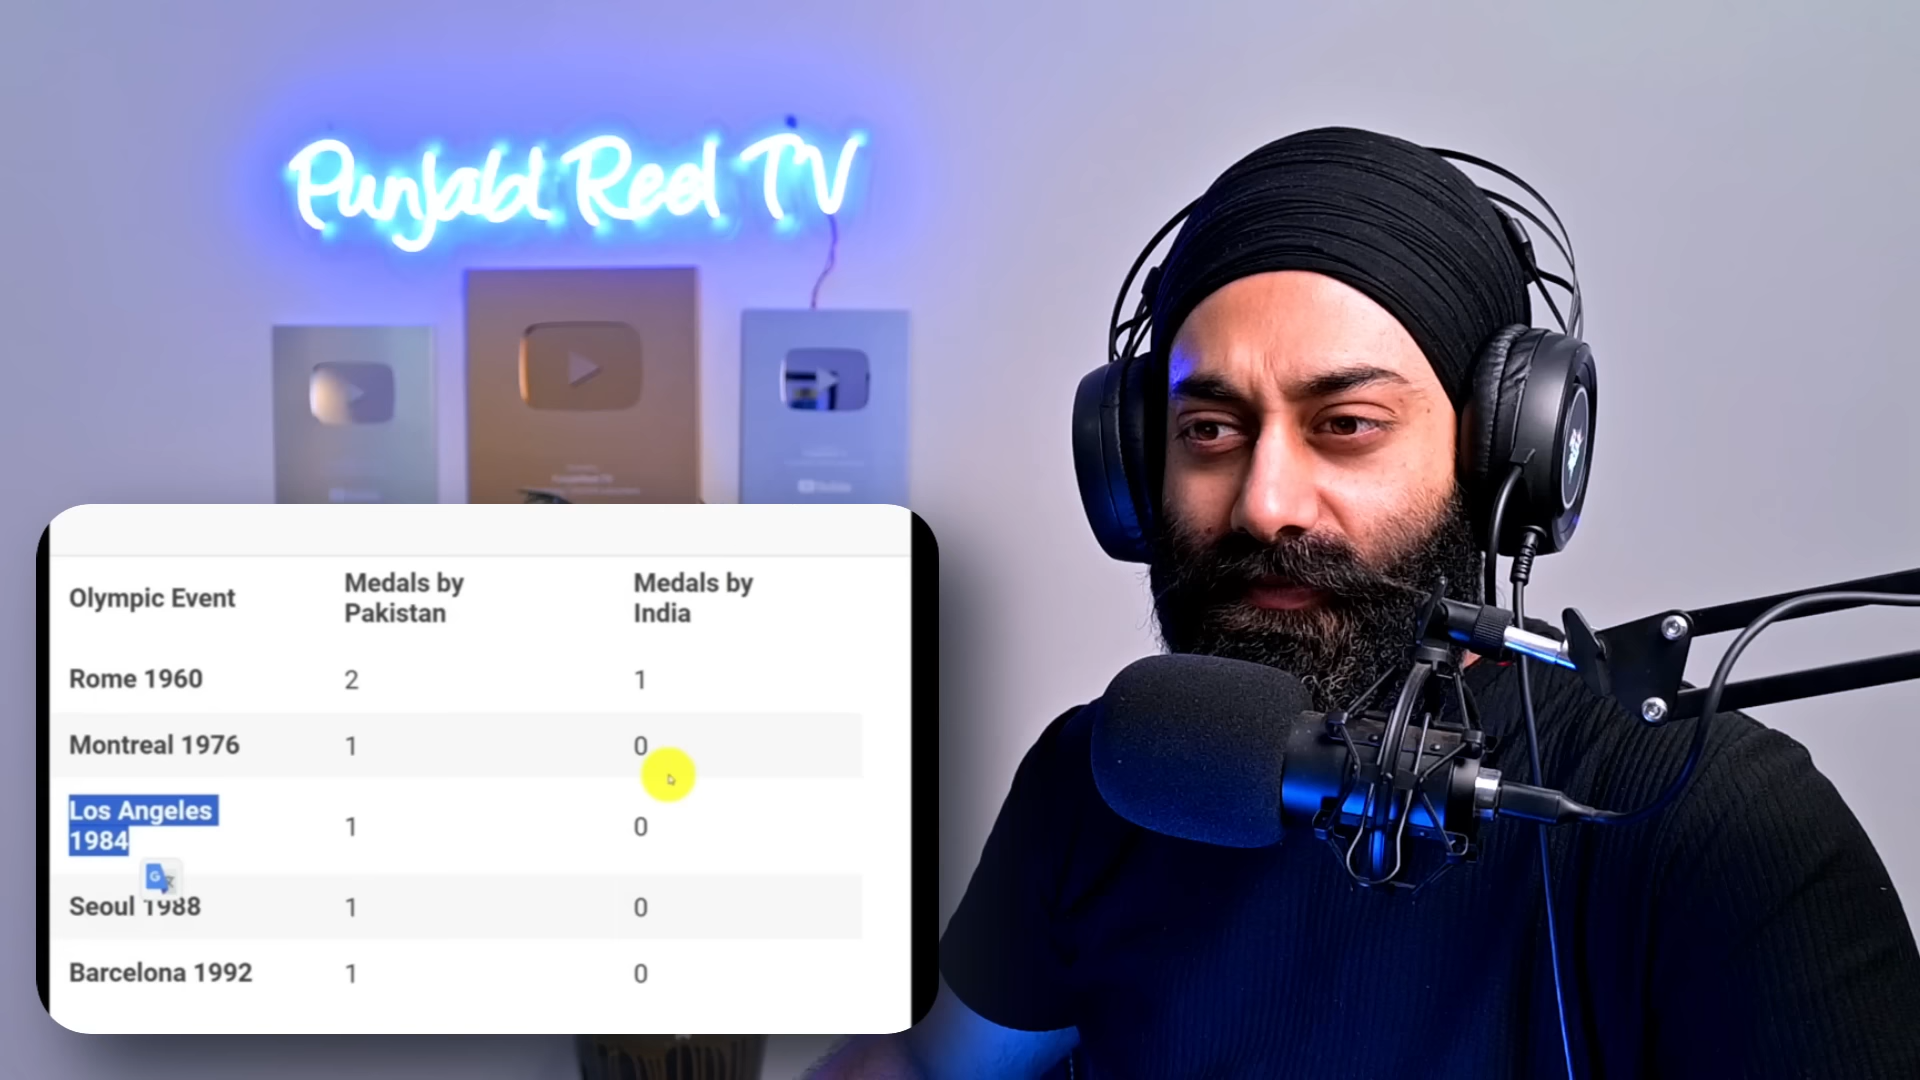 Punjabi Reel TV
Olympic Event
Medals by Pakistan
Medals by India
Rome 1960
2
1
Montreal 1976
1
0
Los Angeles
1984
1
0
Seoul 1988
1
0
Barcelona 1992
1
0